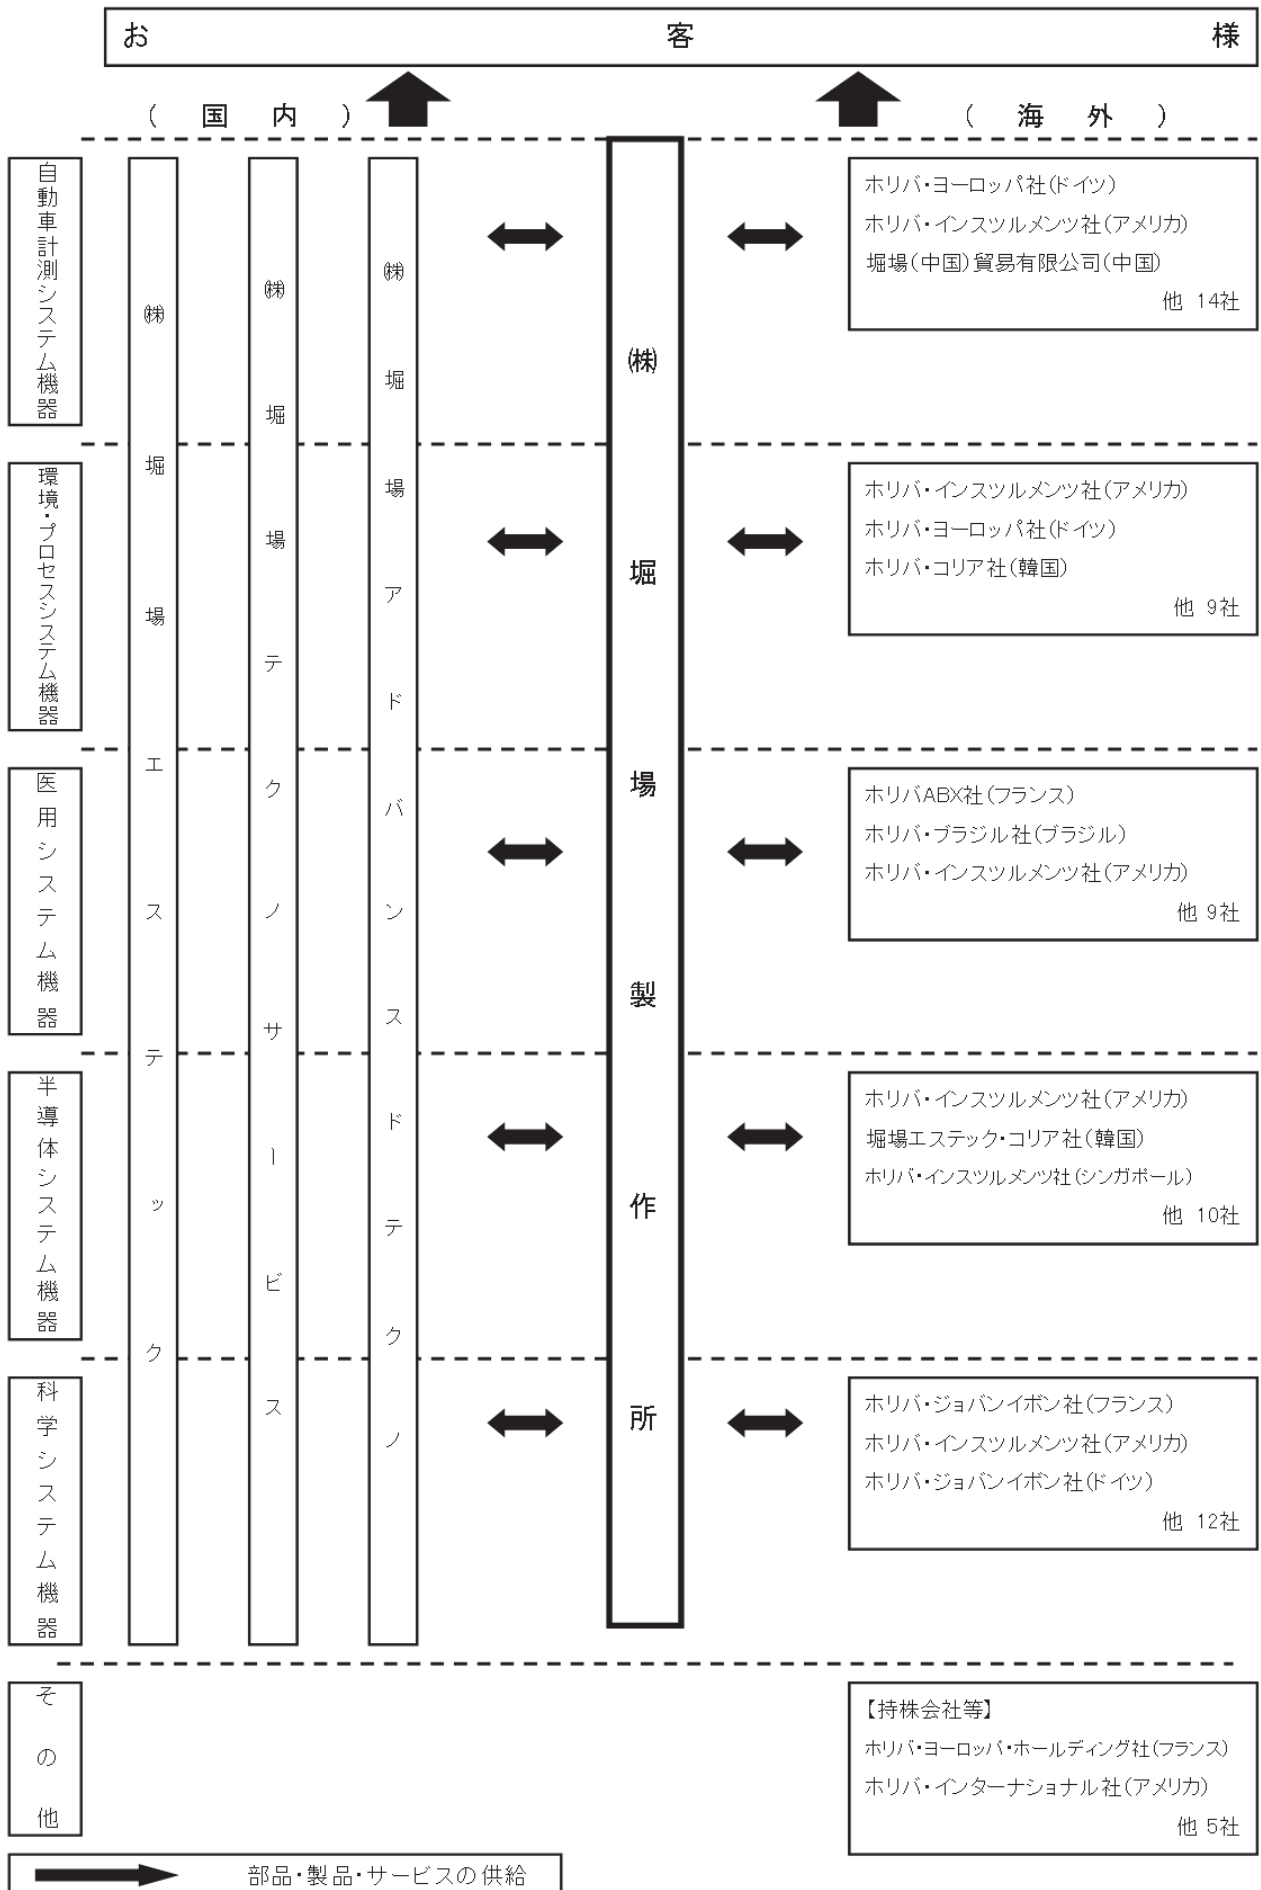 お客様
(国内)
(海外)
自動車計測システム機器
㈱堀場エステック
㈱堀場テクノサービス
㈱堀場アドバンスドテクノ
㈱堀場製作所
ホリバ・ヨーロッパ社(ドイツ)
ホリバ・インスツルメンツ社(アメリカ)
堀場(中国)貿易有限公司(中国)
他 14社
環境・プロセスシステム機器
ホリバ・インスツルメンツ社(アメリカ)
ホリバ・ヨーロッパ社(ドイツ)
ホリバ・コリア社(韓国)
他 9社
医用システム機器
ホリバABX社(フランス)
ホリバ・ブラジル社(ブラジル)
ホリバ・インスツルメンツ社(アメリカ)
他 9社
半導体システム機器
ホリバ・インスツルメンツ社(アメリカ)
堀場エステック・コリア社(韓国)
ホリバ・インスツルメンツ社(シンガポール)
他 10社
科学システム機器
ホリバ・ジョバンイボン社(フランス)
ホリバ・インスツルメンツ社(アメリカ)
ホリバ・ジョバンイボン社(ドイツ)
他 12社
その他
【持株会社等】
ホリバ・ヨーロッパ・ホールディング社(フランス)
ホリバ・インターナショナル社(アメリカ)
他 5社
部品・製品・サービスの供給